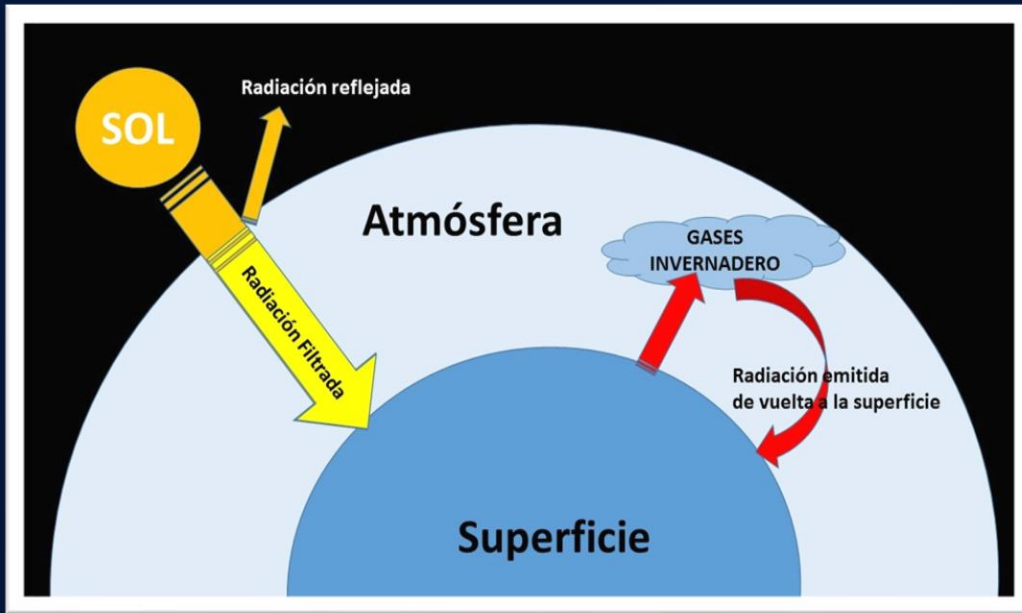 SOL
Radiación reflejada
Atmósfera
GASES
INVERNADERO
Radiación Filtrada
Radiación emitida
de vuelta a la superficie
Superficie